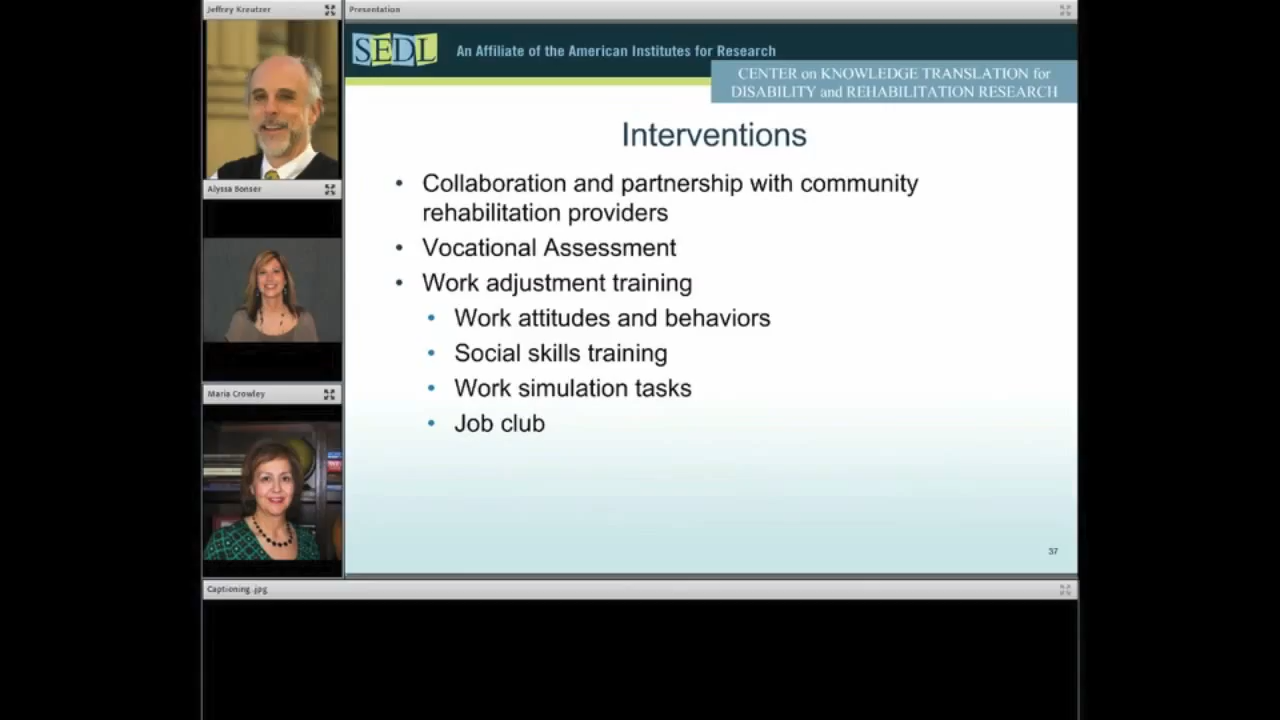 Jeffrey Kreutzer
Alyssa Bonser
Maria Crowley
Presentation
SEDL
An Affiliate of the American Institutes for Research
CENTER on KNOWLEDGE TRANSLATION for
DISABILITY and REHABILITATION RESEARCH
Interventions
• Collaboration and partnership with community
rehabilitation providers
• Vocational Assessment
• Work adjustment training
• Work attitudes and behaviors
• Social skills training
• Work simulation tasks
• Job club
37
Captioning.jpg